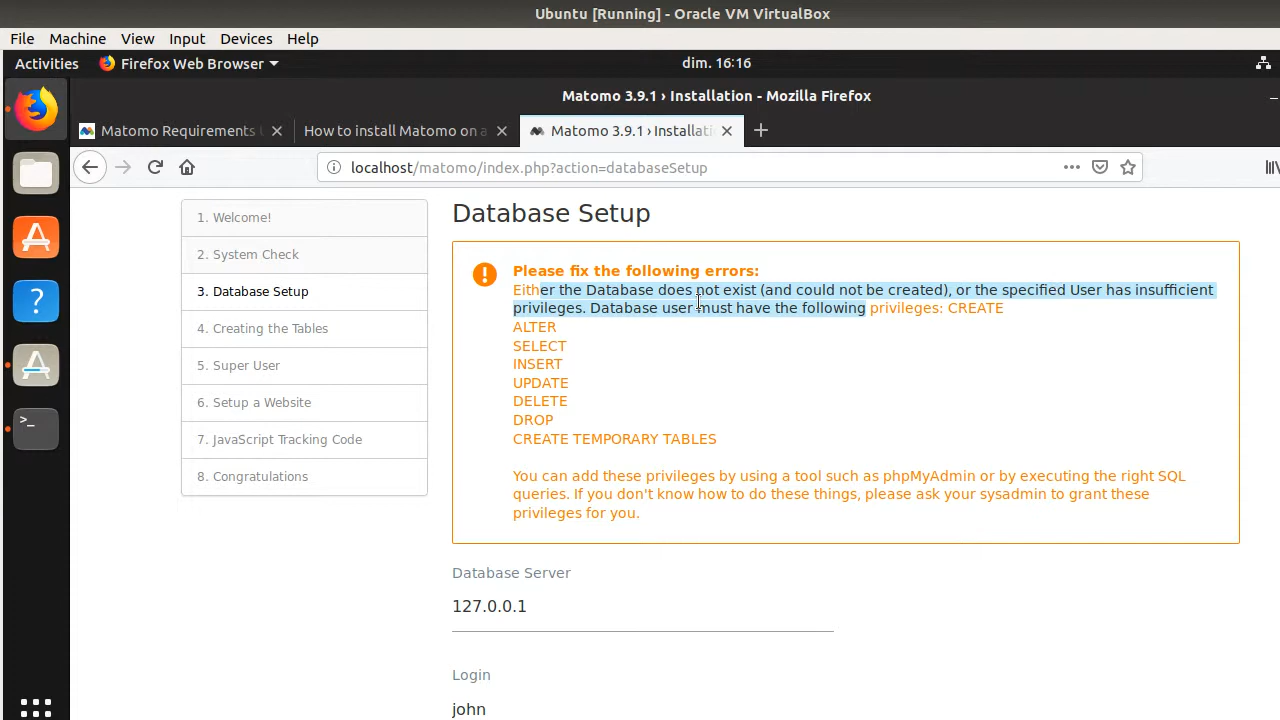 Ubuntu [Running] - Oracle VM VirtualBox
File Machine View Input Devices Help
Activities Firefox Web Browser dim. 16:16
Matomo 3.9.1 › Installation - Mozilla Firefox
Matomo Requirements How to install Matomo on a Matomo 3.9.1 › Installati
localhost/matomo/index.php?action=databaseSetup
1. Welcome!
2. System Check
3. Database Setup
4. Creating the Tables
5. Super User
6. Setup a Website
7. JavaScript Tracking Code
8. Congratulations
Database Setup
Please fix the following errors:
Either the Database does not exist (and could not be created), or the specified User has insufficient
privileges. Database user must have the following privileges: CREATE
ALTER
SELECT
INSERT
UPDATE
DELETE
DROP
CREATE TEMPORARY TABLES
You can add these privileges by using a tool such as phpMyAdmin or by executing the right SQL
queries. If you don't know how to do these things, please ask your sysadmin to grant these
privileges for you.
Database Server
127.0.0.1
Login
john